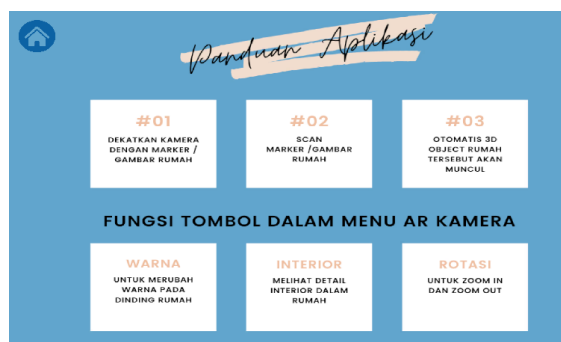 Panduan Aplikasi
#01
DEKATKAN KAMERA
DENGAN MARKER /
GAMBAR RUMAH
#02
SCAN
MARKER /GAMBAR
RUMAH
#03
OTOMATIS 3D
OBJECT RUMAH
TERSEBUT AKAN
MUNCUL
FUNGSI TOMBOL DALAM MENU AR KAMERA
WARNA
UNTUK MERUBAH
WARNA PADA
DINDING RUMAH
INTERIOR
MELIHAT DETAIL
INTERIOR DALAM
RUMAH
ROTASI
UNTUK ZOOM IN
DAN ZOOM OUT